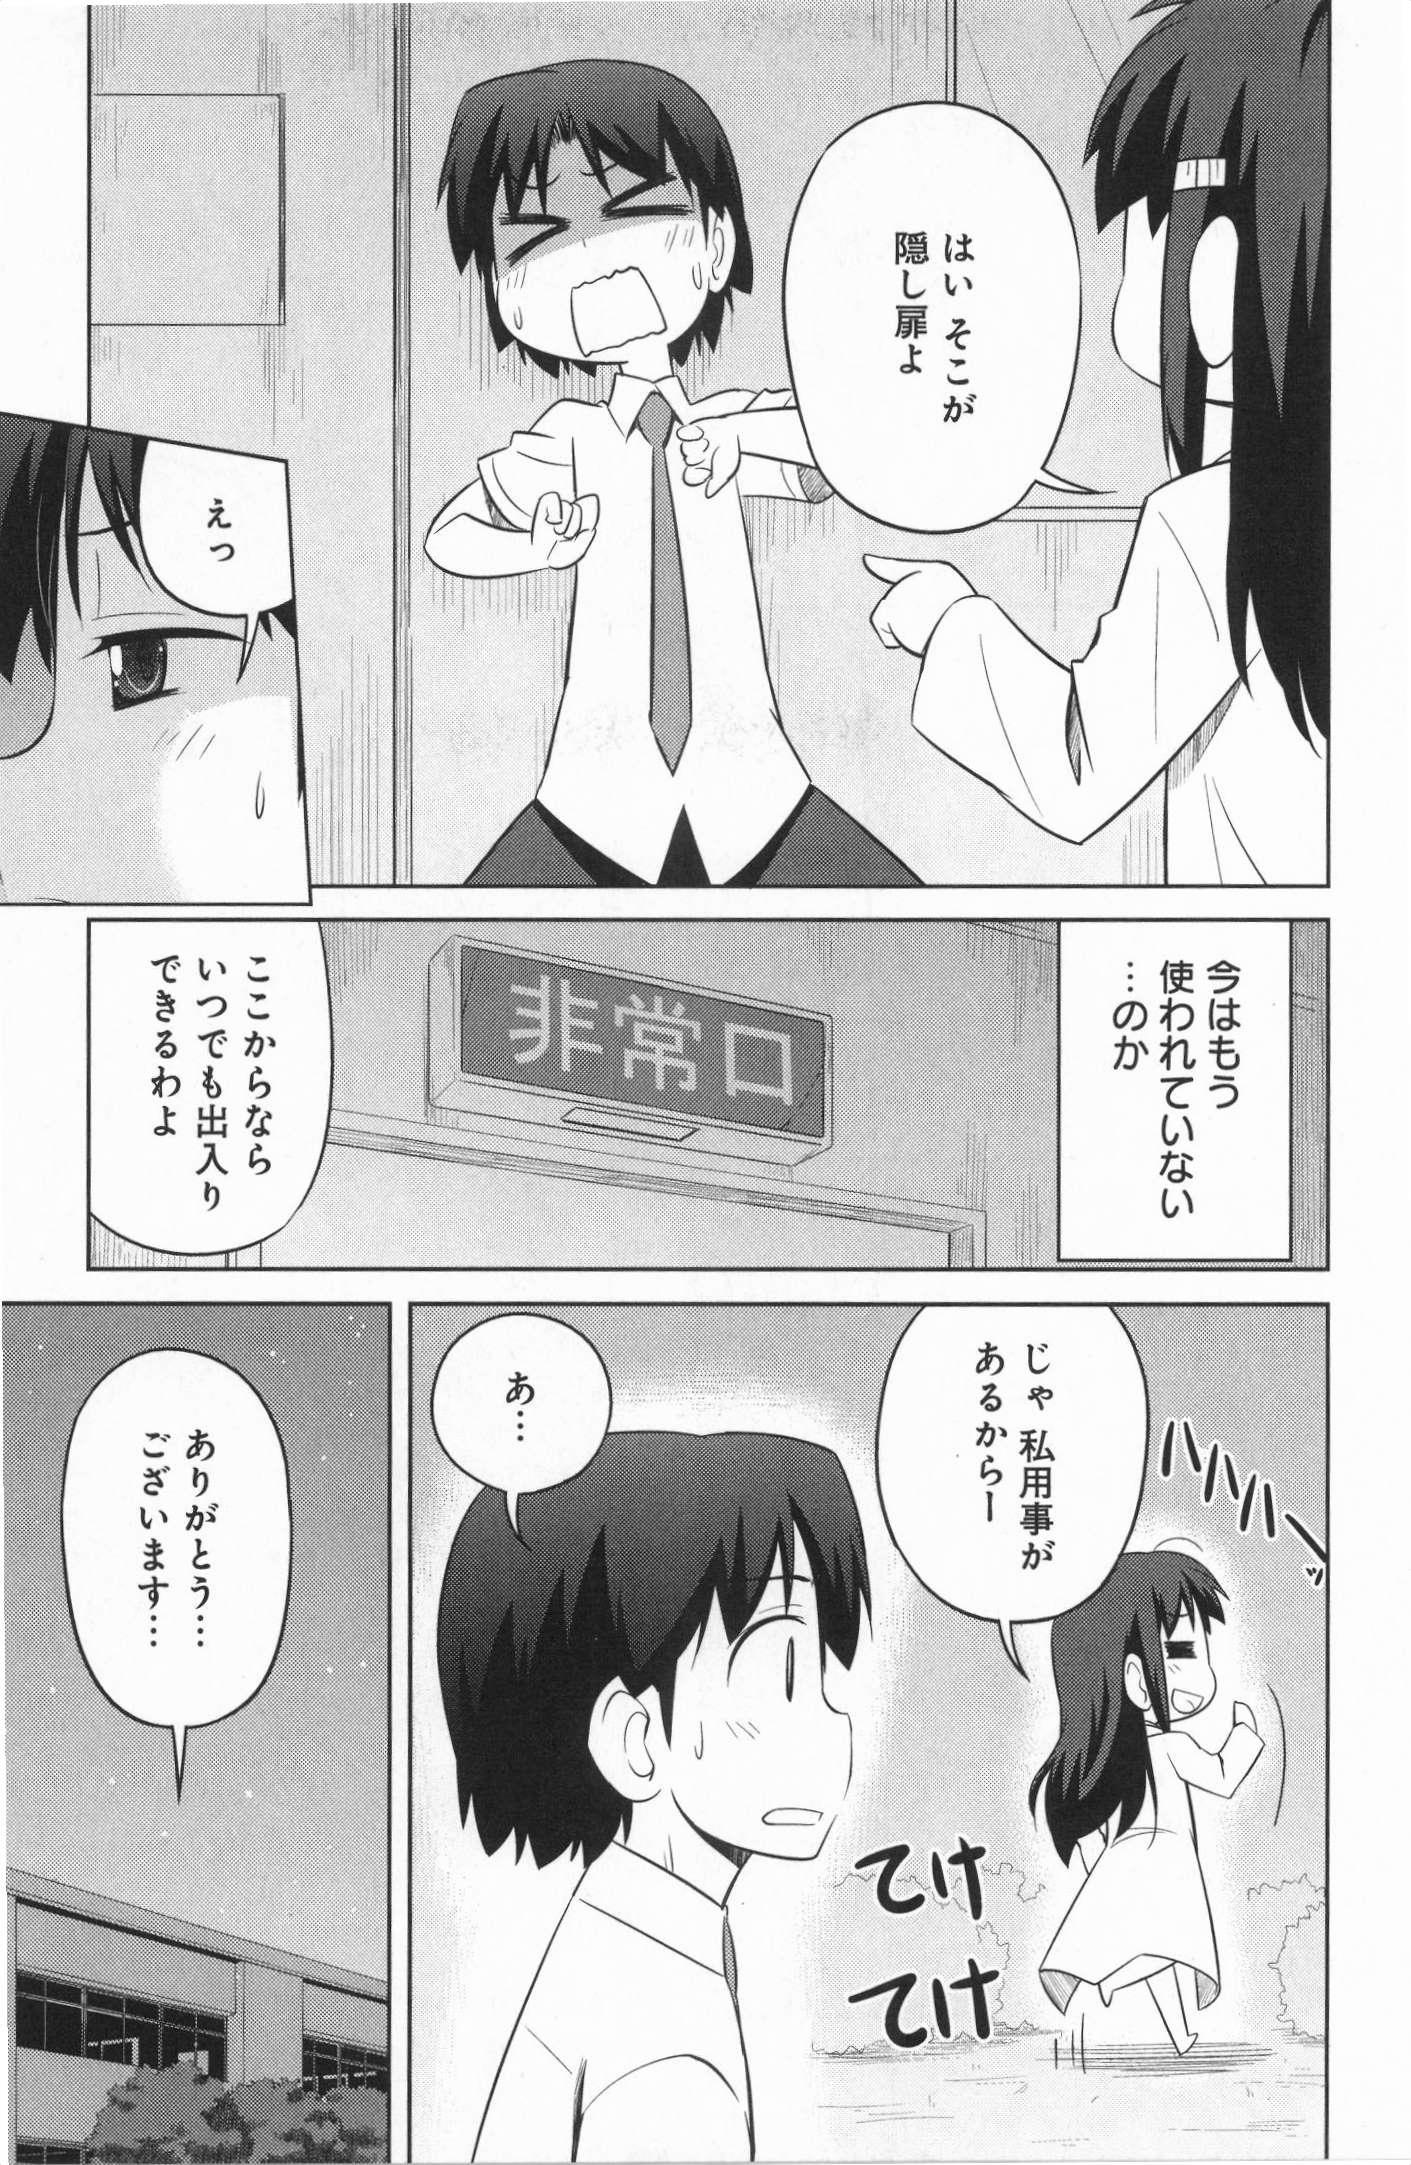 はい そこが
隠し扉よ
えっ
今はもう
使われていない
…のか
非常口
ここからなら
いつでも出入り
できるわよ
じゃ 私用事が
あるからー
ハハハハーッ
あ…
てけ
てけ
ありがとう…
ございます…